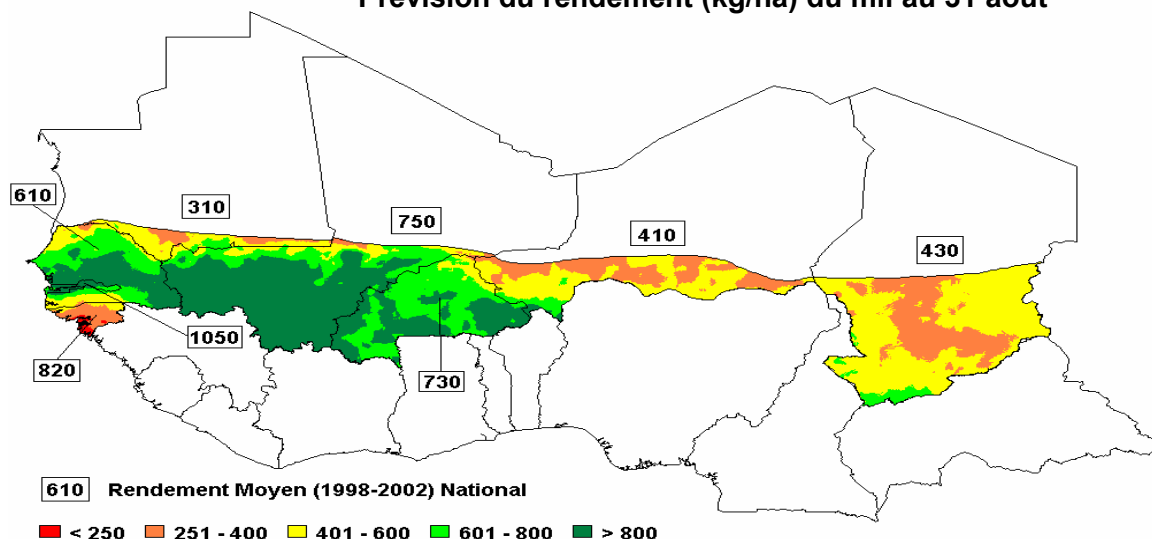 Prévision du rendement (kg/ha) du mil au 31 août
610
310
750
410
430
1050
820
730
610 Rendement Moyen (1998-2002) National
< 250 251 - 400 401 - 600 601 - 800 > 800